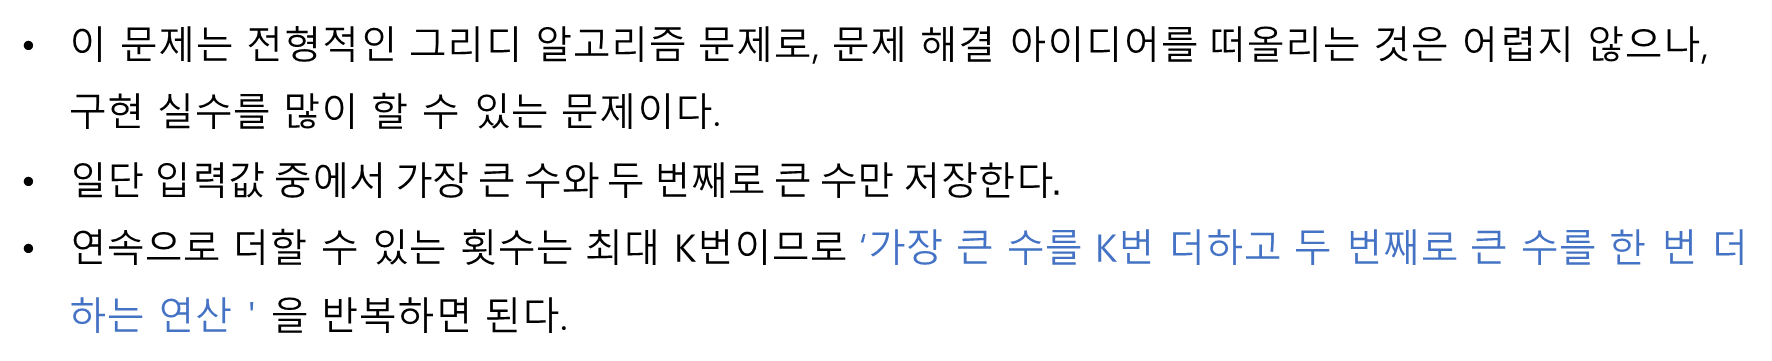 • 이 문제는 전형적인 그리디 알고리즘 문제로, 문제 해결 아이디어를 떠올리는 것은 어렵지 않으나,
구현 실수를 많이 할 수 있는 문제이다.
• 일단 입력값 중에서 가장 큰 수와 두 번째로 큰 수만 저장한다.
• 연속으로 더할 수 있는 횟수는 최대 K번이므로 ‘가장 큰 수를 K번 더하고 두 번째로 큰 수를 한 번 더
하는 연산 ' 을 반복하면 된다.